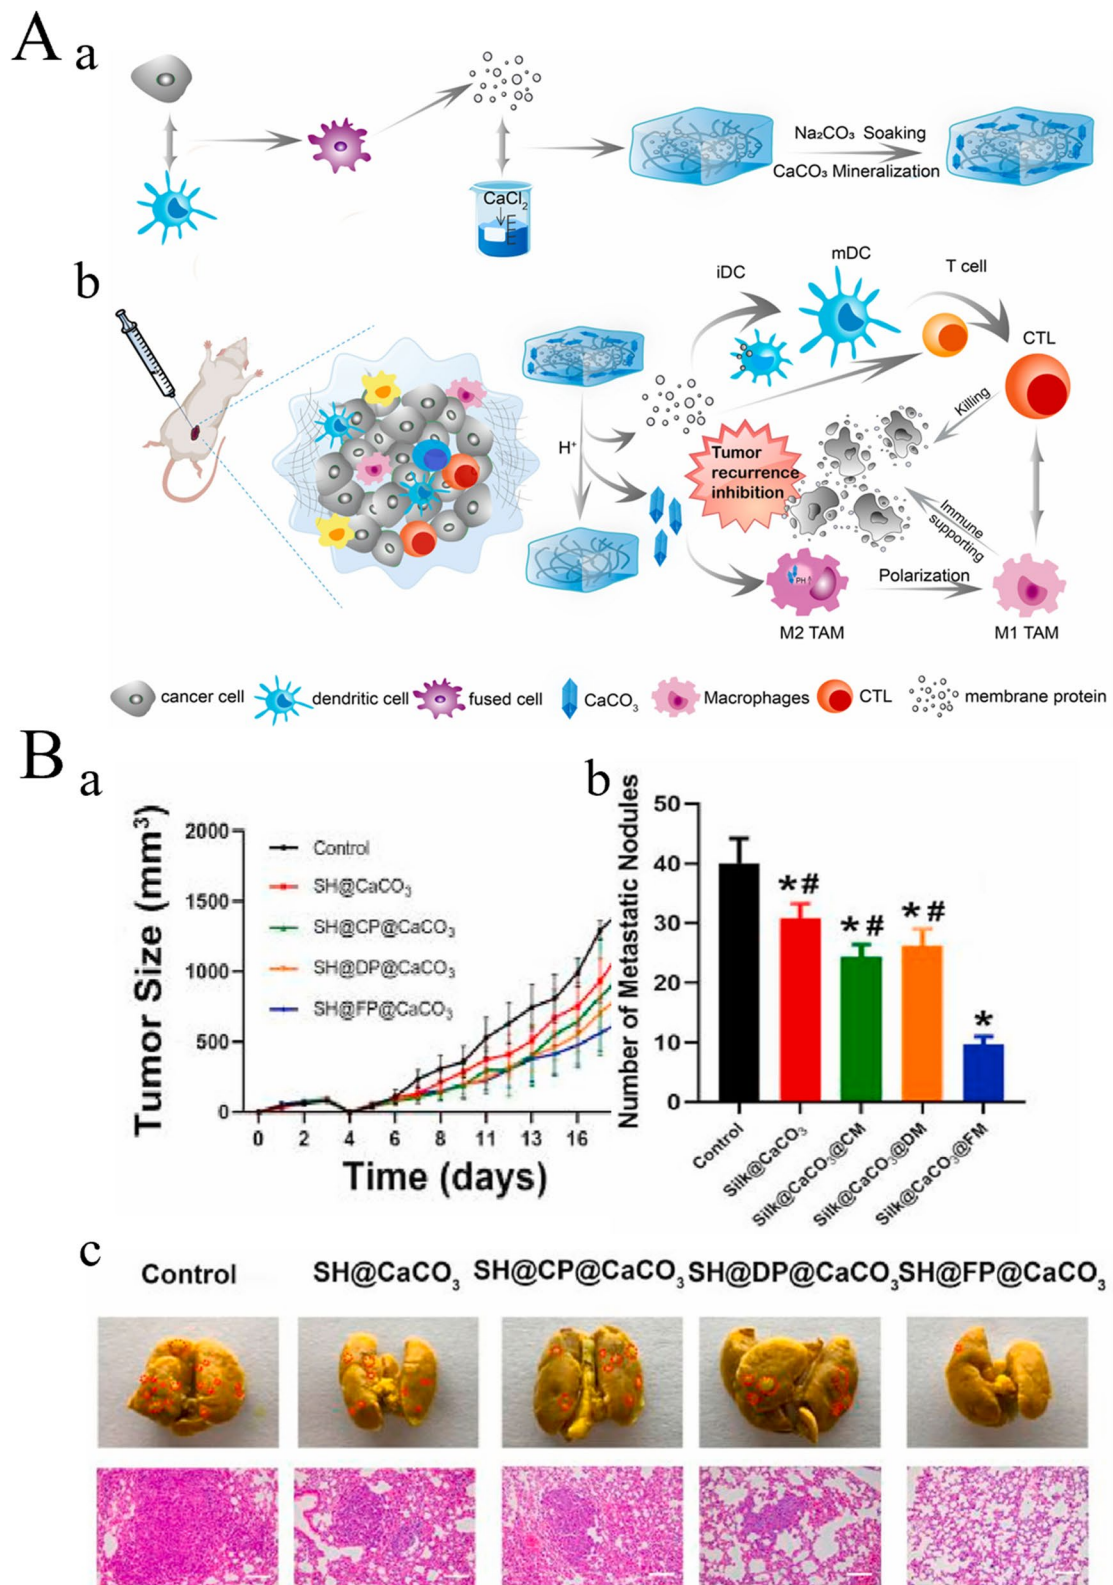 A
a
CaCl₂
Na₂CO₃ Soaking
CaCO₃ Mineralization
b
iDC
mDC
T cell
CTL
Killing
H⁺
Tumor
recurrence
inhibition
Immune
supporting
PH↑
Polarization
M2 TAM
M1 TAM
cancer cell
dendritic cell
fused cell
CaCO₃
Macrophages
CTL
membrane protein
B
a
Tumor Size (mm³)
2000
1500
1000
500
0
Control
SH@CaCO₃
SH@CP@CaCO₃
SH@DP@CaCO₃
SH@FP@CaCO₃
0 2 4 6 8 11 13 16
Time (days)
b
Number of Metastatic Nodules
50
40
30
20
10
0
*#
*#
*#
*
Control
Silk@CaCO₃
Silk@CaCO₃@CM
Silk@CaCO₃@DM
Silk@CaCO₃@FM
c
Control
SH@CaCO₃
SH@CP@CaCO₃
SH@DP@CaCO₃
SH@FP@CaCO₃